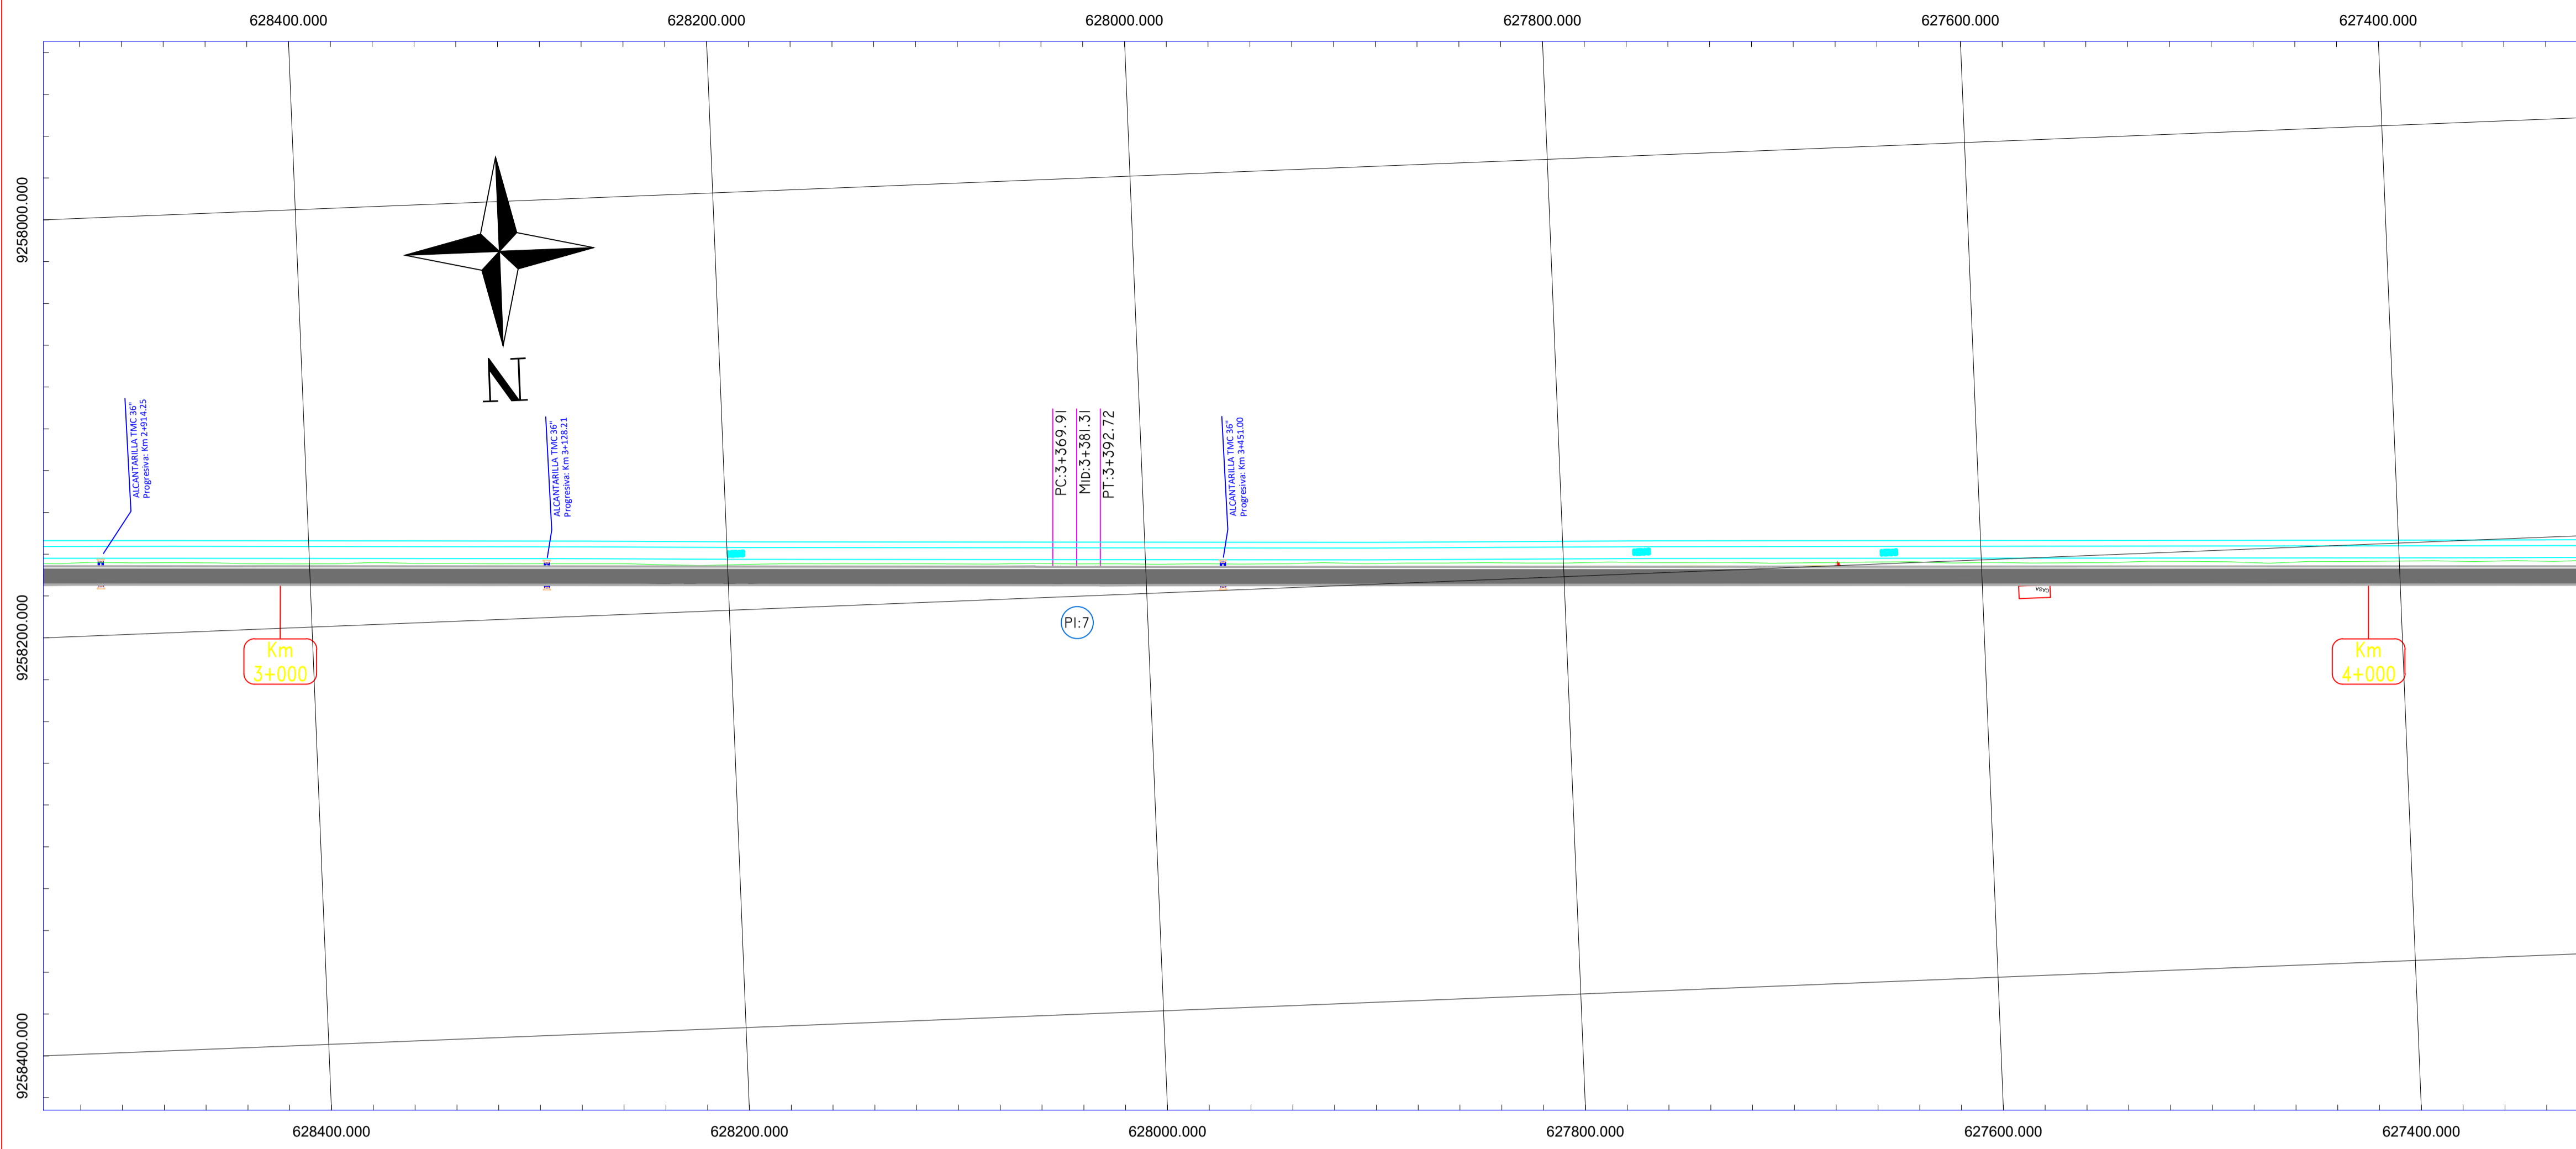 628400.000
628200.000
628000.000
627800.000
627600.000
627400.000
9258000.000
9258200.000
9258400.000
N
ALCANTARILLA TMC 36"
Progresiva: Km 2+914.25
ALCANTARILLA TMC 36"
Progresiva: Km 3+128.21
PC:3+369.91
MID:3+381.31
PT:3+392.72
ALCANTARILLA TMC 36"
Progresiva: Km 3+451.00
PI:7
CASA
Km
3+000
Km
4+000
628400.000
628200.000
628000.000
627800.000
627600.000
627400.000